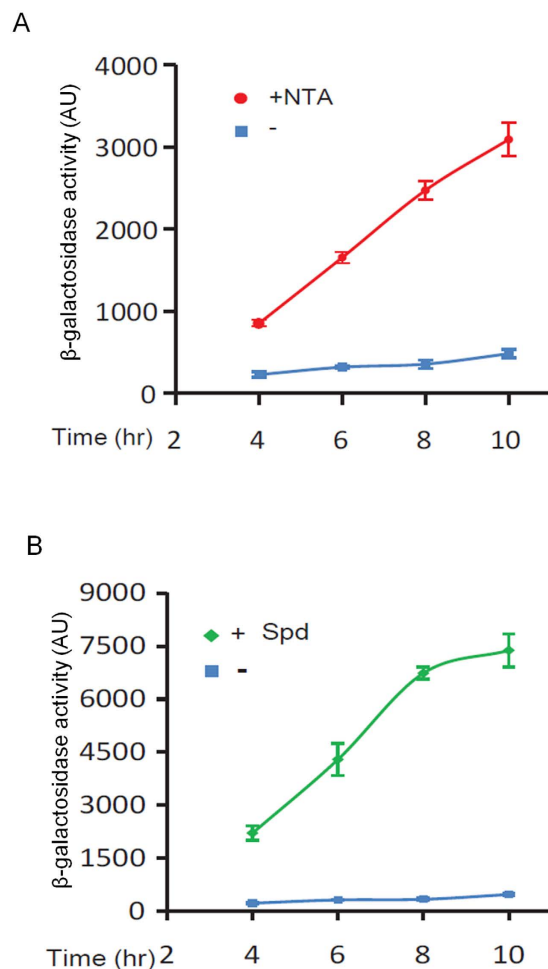 A
β-galactosidase activity (AU)
4000
3000
2000
1000
0
+NTA
-
Time (hr) 2 4 6 8 10
B
β-galactosidase activity (AU)
9000
7500
6000
4500
3000
1500
0
+ Spd
-
Time (hr) 2 4 6 8 10